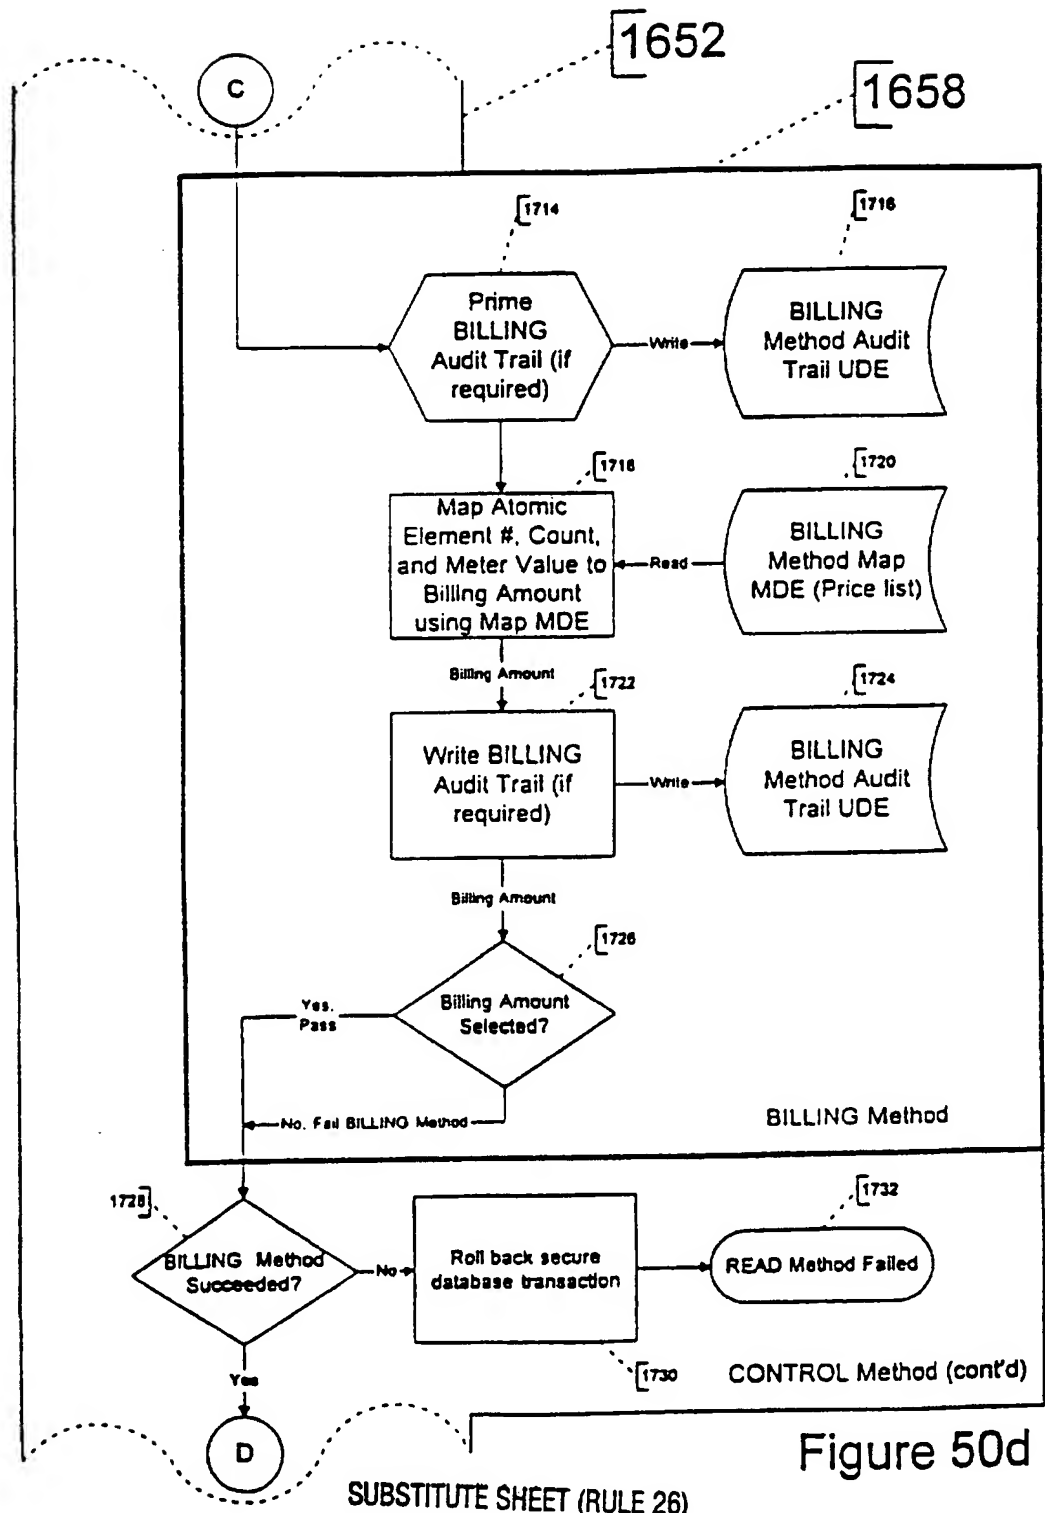 1652
C
1658
1714
1716
Prime
BILLING
Audit Trail (if
required)
Write
BILLING
Method Audit
Trail UDE
1718
1720
Map Atomic
Element #, Count,
and Meter Value to
Billing Amount
using Map MDE
Read
BILLING
Method Map
MDE (Price list)
Billing Amount
1722
1724
Write BILLING
Audit Trail (if
required)
Write
BILLING
Method Audit
Trail UDE
Billing Amount
1726
Yes.
Pass
Billing Amount
Selected?
No. Fail BILLING Method
BILLING Method
1728
1732
BILLING Method
Succeeded?
No
Roll back secure
database transaction
READ Method Failed
1730
Yes
CONTROL Method (cont'd)
D
Figure 50d
SUBSTITUTE SHEET (RULE 26)